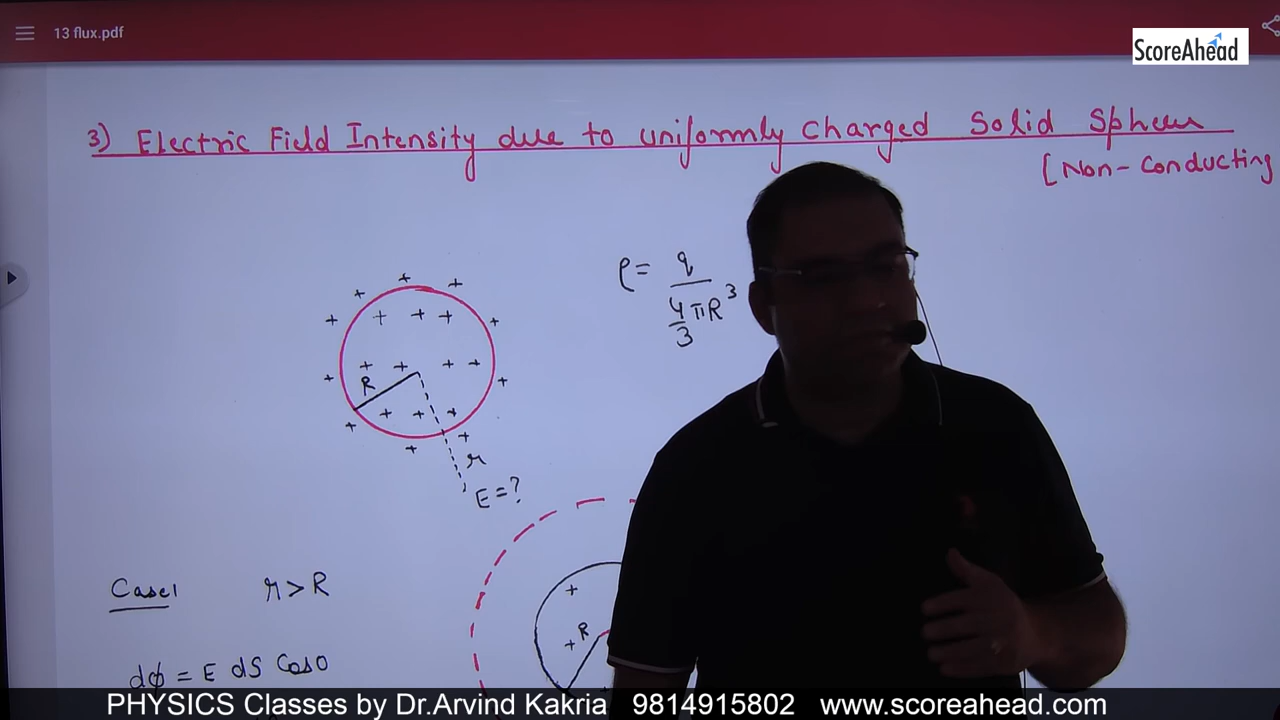 13 flux.pdf
ScoreAhead
3) Electric Field Intensity due to uniformly charged Solid Sphere
[Non-Conducting
ρ = q
4/3 πR³
R
r
E = ?
Case1 r > R
R
dϕ = E dS Cos0
PHYSICS Classes by Dr.Arvind Kakria 9814915802 www.scoreahead.com